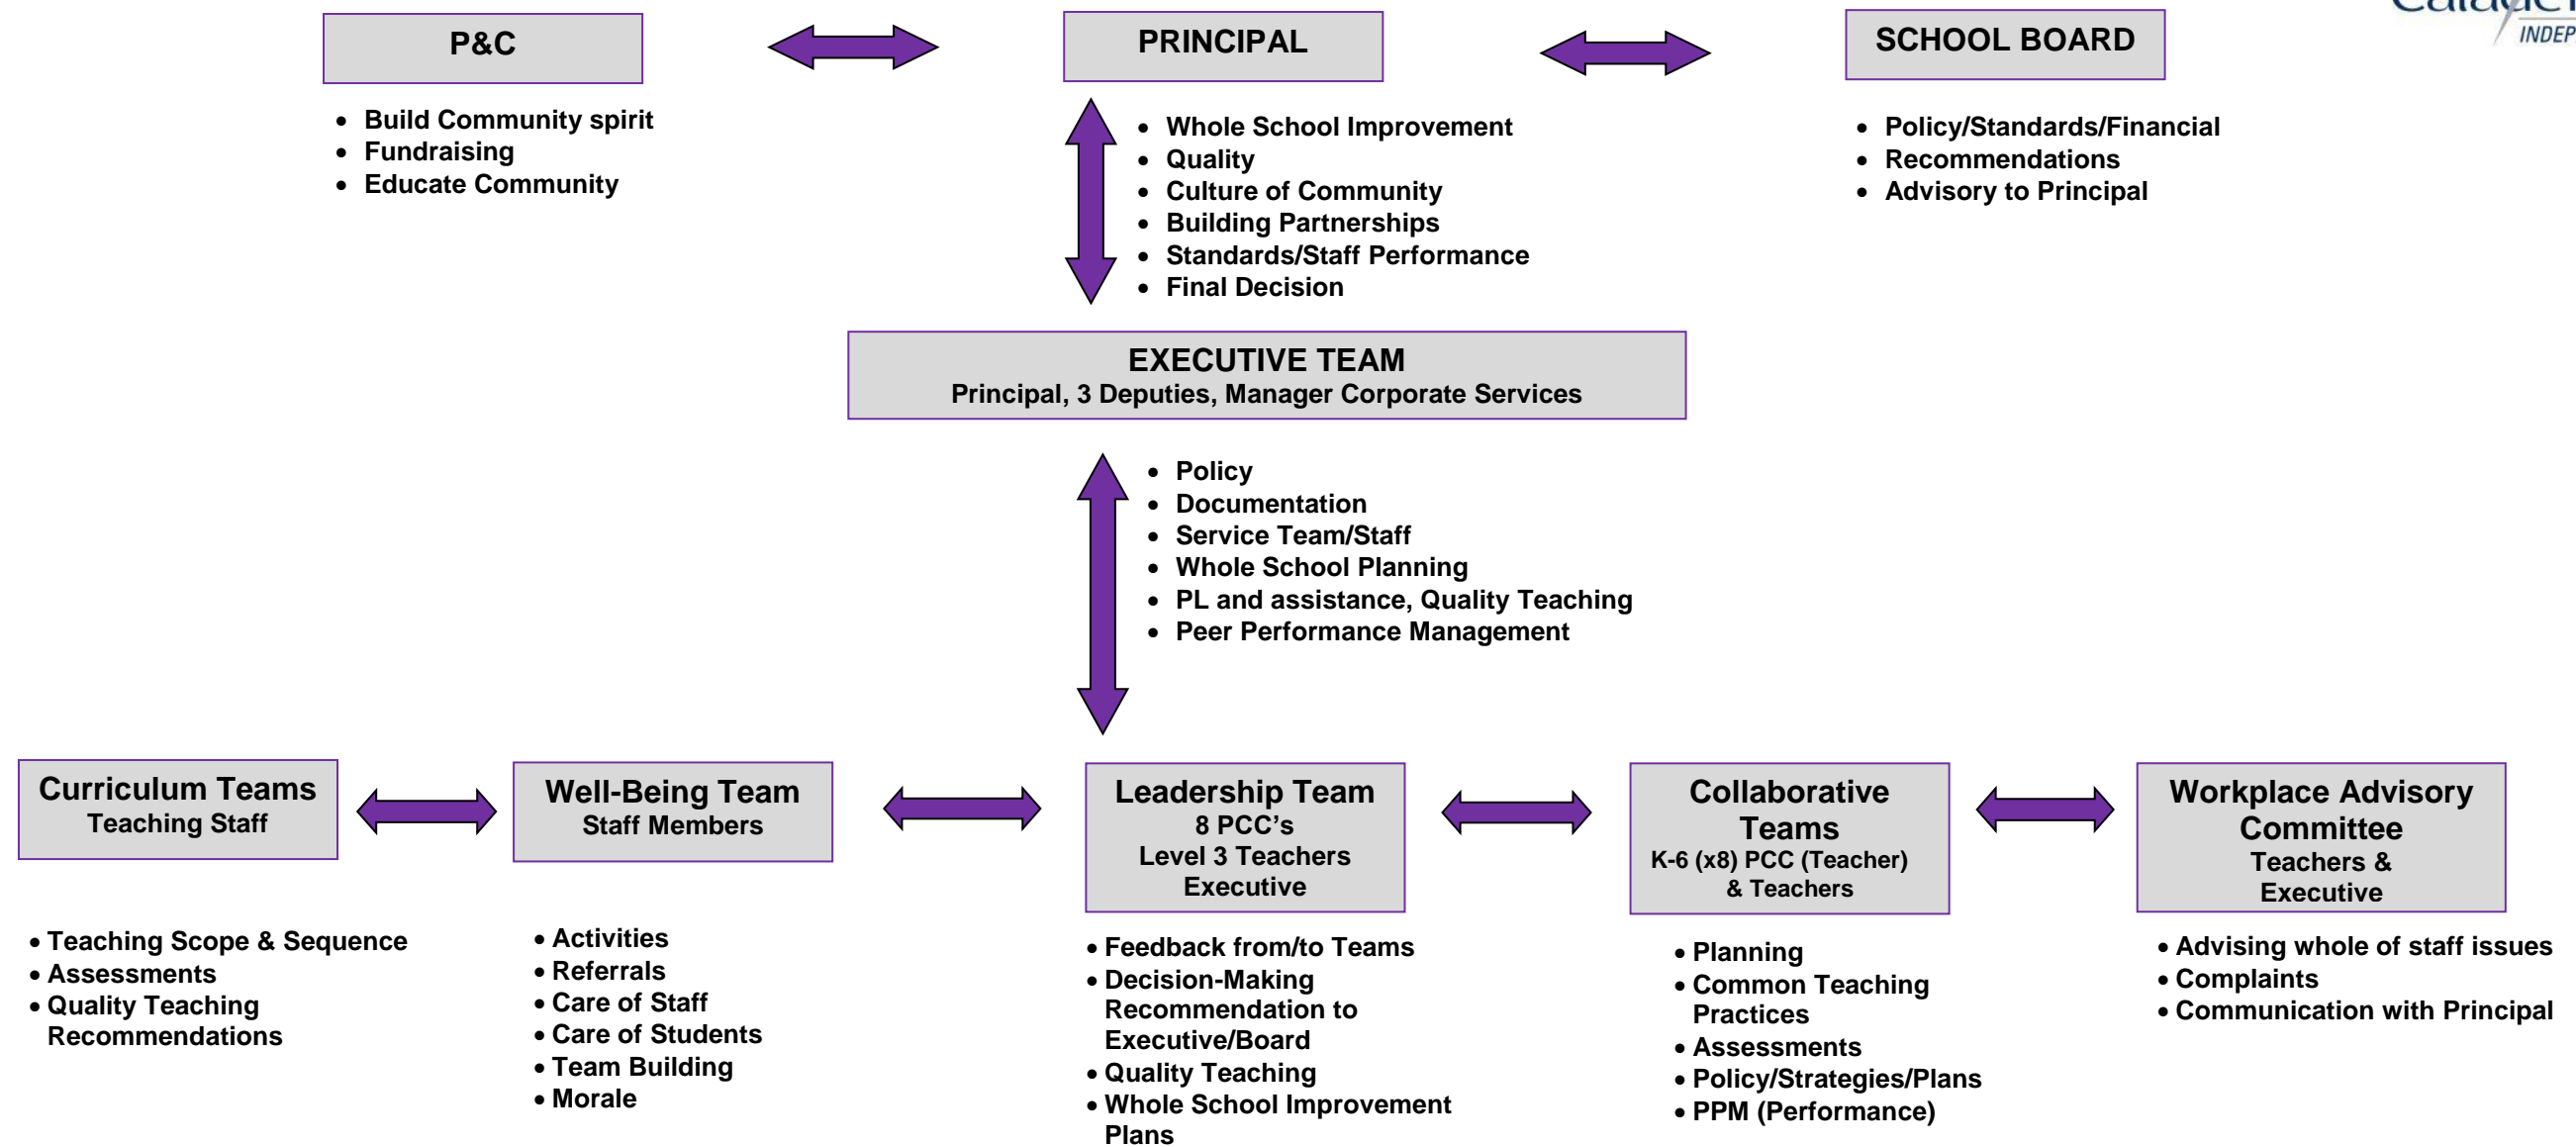 P&C
PRINCIPAL
SCHOOL BOARD
INDEP
• Build Community spirit
• Fundraising
• Educate Community
• Whole School Improvement
• Quality
• Culture of Community
• Building Partnerships
• Standards/Staff Performance
• Final Decision
• Policy/Standards/Financial
• Recommendations
• Advisory to Principal
EXECUTIVE TEAM
Principal, 3 Deputies, Manager Corporate Services
• Policy
• Documentation
• Service Team/Staff
• Whole School Planning
• PL and assistance, Quality Teaching
• Peer Performance Management
Curriculum Teams
Teaching Staff
• Teaching Scope & Sequence
• Assessments
• Quality Teaching
Recommendations
Well-Being Team
Staff Members
• Activities
• Referrals
• Care of Staff
• Care of Students
• Team Building
• Morale
Leadership Team
8 PCC’s
Level 3 Teachers
Executive
• Feedback from/to Teams
• Decision-Making
Recommendation to
Executive/Board
• Quality Teaching
• Whole School Improvement
Plans
Collaborative
Teams
K-6 (x8) PCC (Teacher)
& Teachers
• Planning
• Common Teaching
Practices
• Assessments
• Policy/Strategies/Plans
• PPM (Performance)
Workplace Advisory
Committee
Teachers &
Executive
• Advising whole of staff issues
• Complaints
• Communication with Principal